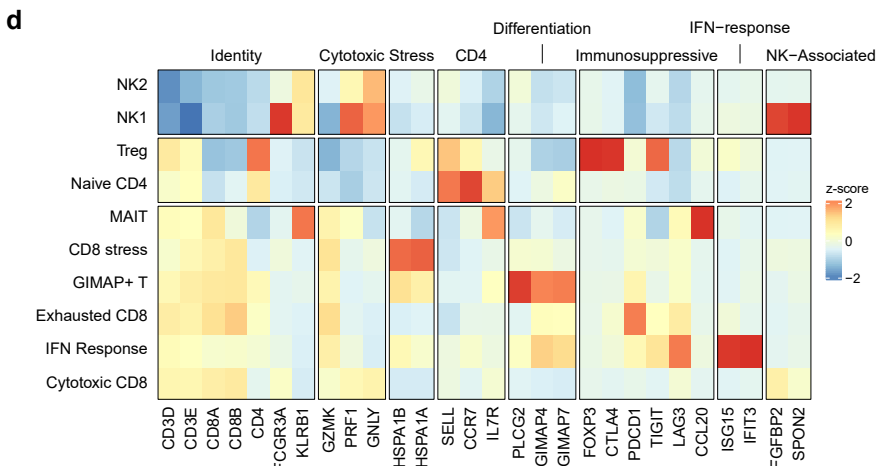 d
Differentiation IFN−response
Identity Cytotoxic Stress CD4 Immunosuppressive NK−Associated
NK2
NK1
Treg
Naive CD4
MAIT
CD8 stress
GIMAP+ T
Exhausted CD8
IFN Response
Cytotoxic CD8
z−score
2
0
−2
CD3D
CD3E
CD8A
CD8B
CD4
FCGR3A
KLRB1
GZMK
PRF1
GNLY
HSPA1B
HSPA1A
SELL
CCR7
IL7R
PLCG2
GIMAP4
GIMAP7
FOXP3
CTLA4
PDCD1
TIGIT
LAG3
CCL20
ISG15
IFIT3
FGFBP2
SPON2